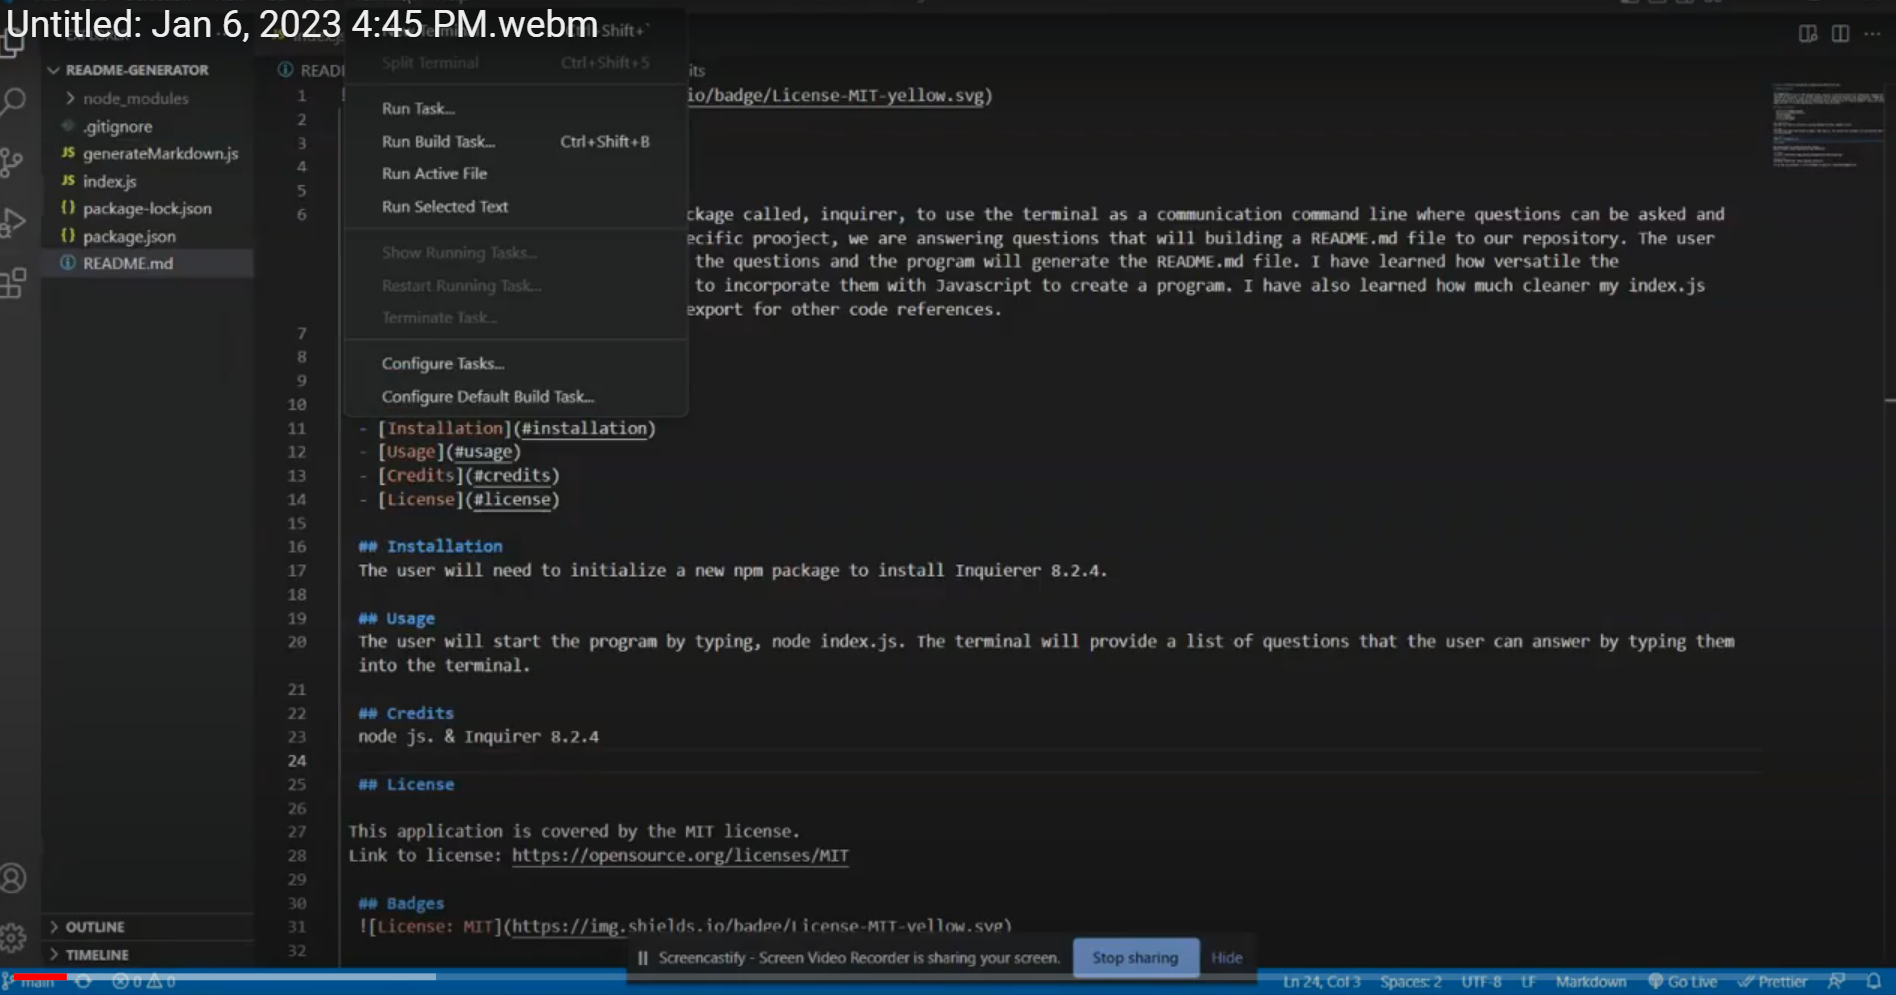 Untitled: Jan 6, 2023 4:45 PM.webm
README-GENERATOR
node_modules
.gitignore
JS generateMarkdown.js
JS index.js
{} package-lock.json
{} package.json
README.md
OUTLINE
TIMELINE
Split Terminal Ctrl+Shift+5
Run Task...
Run Build Task... Ctrl+Shift+B
Run Active File
Run Selected Text
Show Running Tasks...
Restart Running Task...
Terminate Task...
Configure Tasks...
Configure Default Build Task...
READ
1 io/badge/License-MIT-yellow.svg)
2
3
4
5
6 ckage called, inquirer, to use the terminal as a communication command line where questions can be asked and
ecific prooject, we are answering questions that will building a README.md file to our repository. The user
the questions and the program will generate the README.md file. I have learned how versatile the
to incorporate them with Javascript to create a program. I have also learned how much cleaner my index.js
export for other code references.
7
8
9
10
11 - [Installation](#installation)
12 - [Usage](#usage)
13 - [Credits](#credits)
14 - [License](#license)
15
16 ## Installation
17 The user will need to initialize a new npm package to install Inquierer 8.2.4.
18
19 ## Usage
20 The user will start the program by typing, node index.js. The terminal will provide a list of questions that the user can answer by typing them
into the terminal.
21
22 ## Credits
23 node js. & Inquirer 8.2.4
24
25 ## License
26
27 This application is covered by the MIT license.
28 Link to license: https://opensource.org/licenses/MIT
29
30 ## Badges
31 ![License: MIT](https://img.shields.io/badge/License-MIT-yellow.svg)
32
Screencastify - Screen Video Recorder is sharing your screen. Stop sharing Hide
main 0 0 Ln 24, Col 3 Spaces: 2 UTF-8 LF Markdown Go Live Prettier